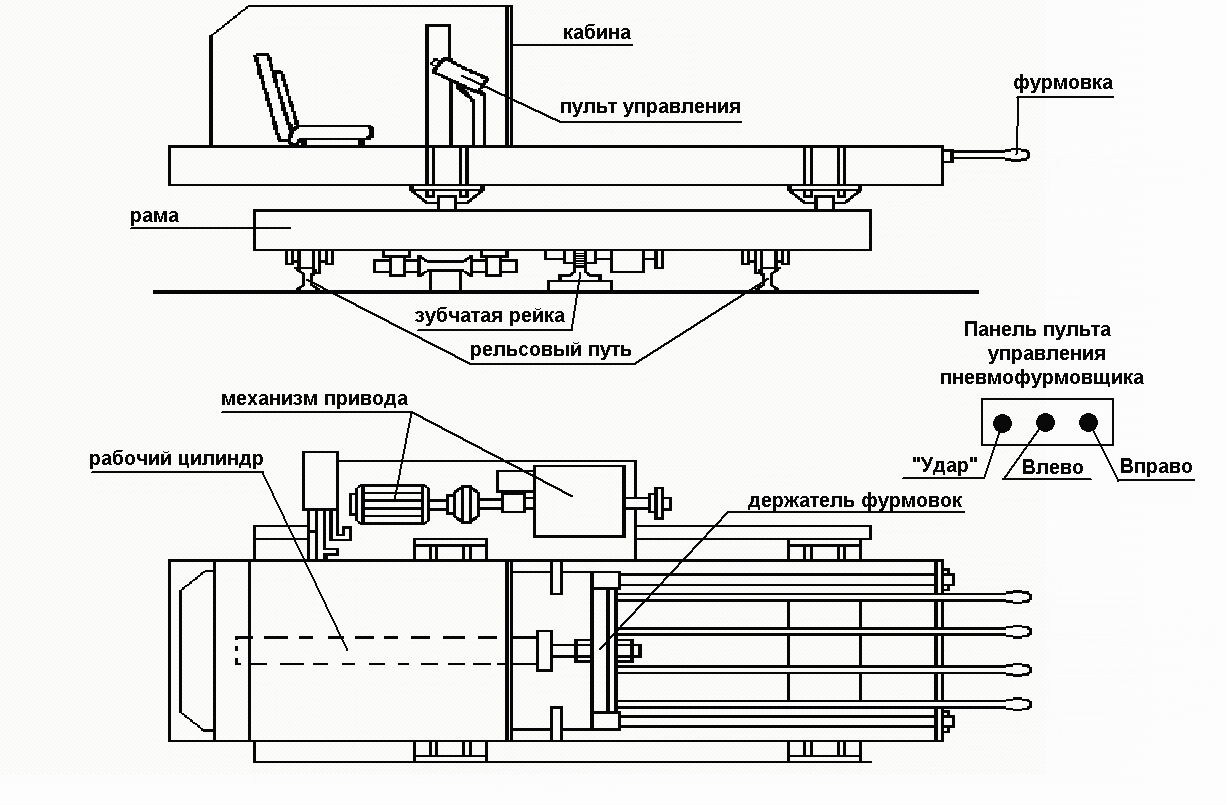 кабина
фурмовка
пульт управления
рама
зубчатая рейка
рельсовый путь
Панель пульта
управления
пневмофурмовщика
механизм привода
рабочий цилиндр
"Удар"
Влево
Вправо
держатель фурмовок